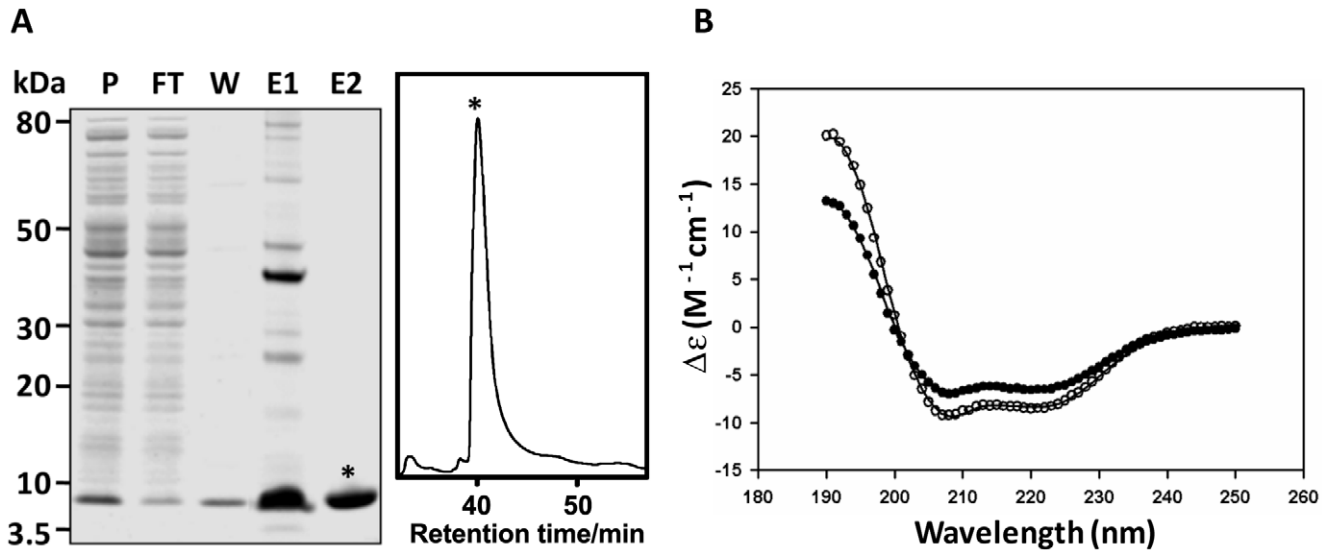 A
kDa P FT W E1 E2
80
50
30
20
10
3.5
*
*
40 50
Retention time/min
B
25
20
15
10
5
0
-5
-10
-15
180 190 200 210 220 230 240 250 260
Δε (M⁻¹cm⁻¹)
Wavelength (nm)